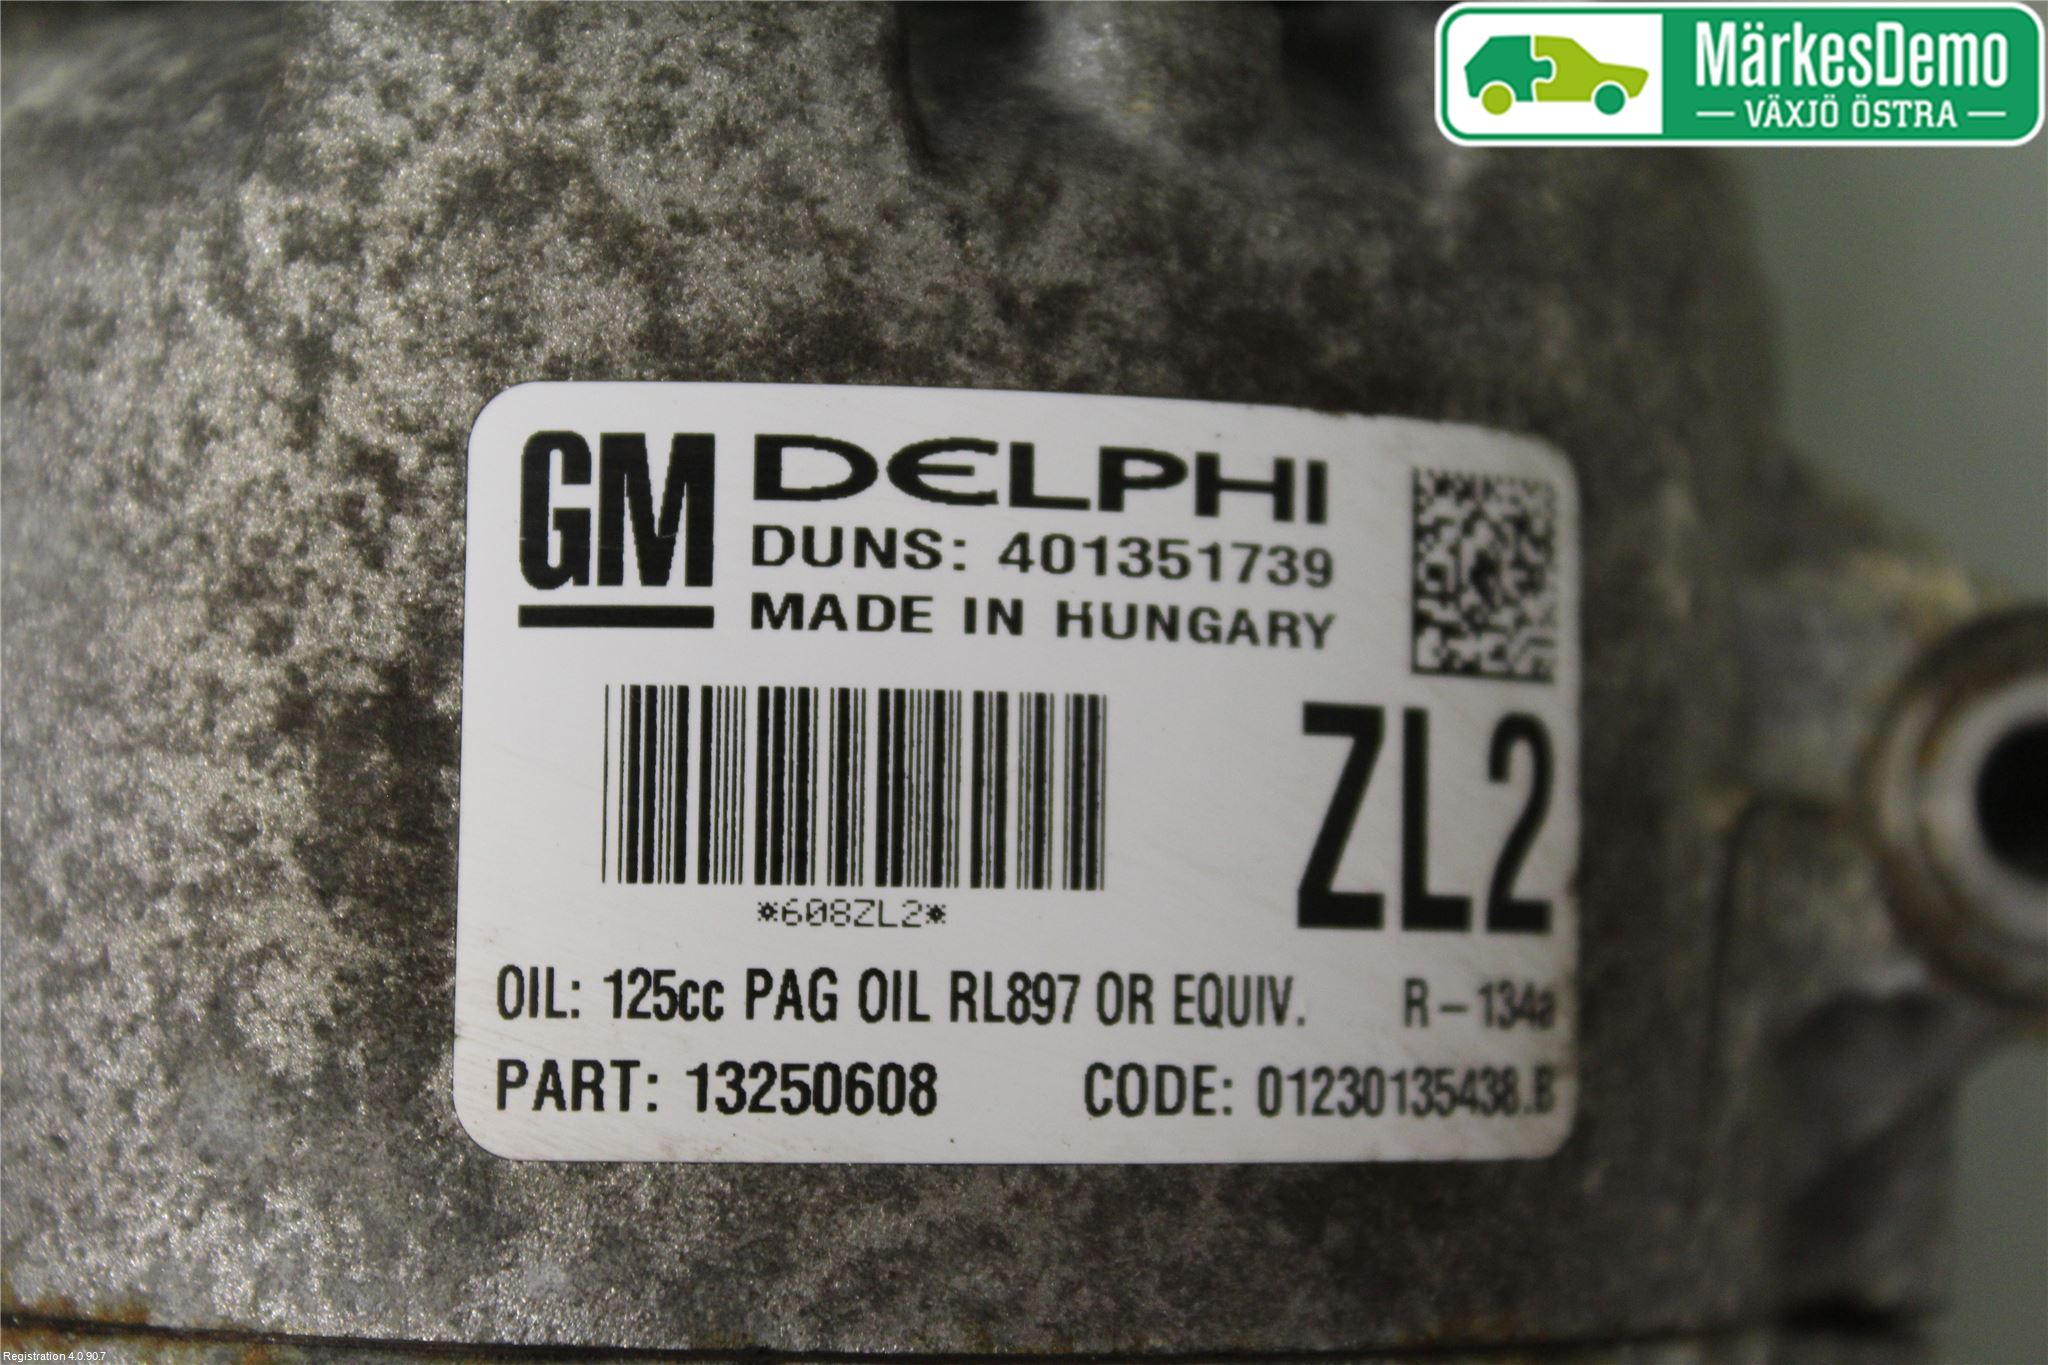 MärkesDemo
VÄXJÖ ÖSTRA
GM DELPHI
DUNS: 401351739
MADE IN HUNGARY
ZL2
*608ZL2*
OIL: 125cc PAG OIL RL897 OR EQUIV. R-134a
PART: 13250608 CODE: 01230135438.B
Registration 4.0.90.7